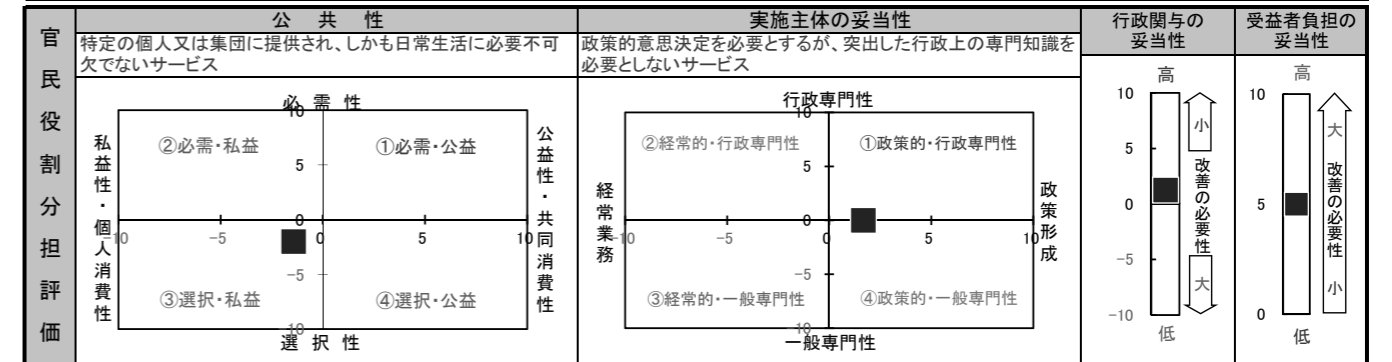 官民役割分担評価
公 共 性
特定の個人又は集団に提供され、しかも日常生活に必要不可
欠でないサービス
必 需 性
10
②必需・私益
①必需・公益
5
私益性・個人消費性
公益性・共同消費性
0
-10
-5
0
5
10
-5
③選択・私益
④選択・公益
-10
選 択 性
実施主体の妥当性
政策的意思決定を必要とするが、突出した行政上の専門知識を
必要としないサービス
行政専門性
10
②経常的・行政専門性
①政策的・行政専門性
5
経常業務
政策形成
0
-10
-5
0
5
10
-5
③経常的・一般専門性
④政策的・一般専門性
-10
一般専門性
行政関与の
妥当性
高
10
5
0
-5
-10
低
小
改善の必要性
大
受益者負担の
妥当性
高
10
5
0
低
大
改善の必要性
小